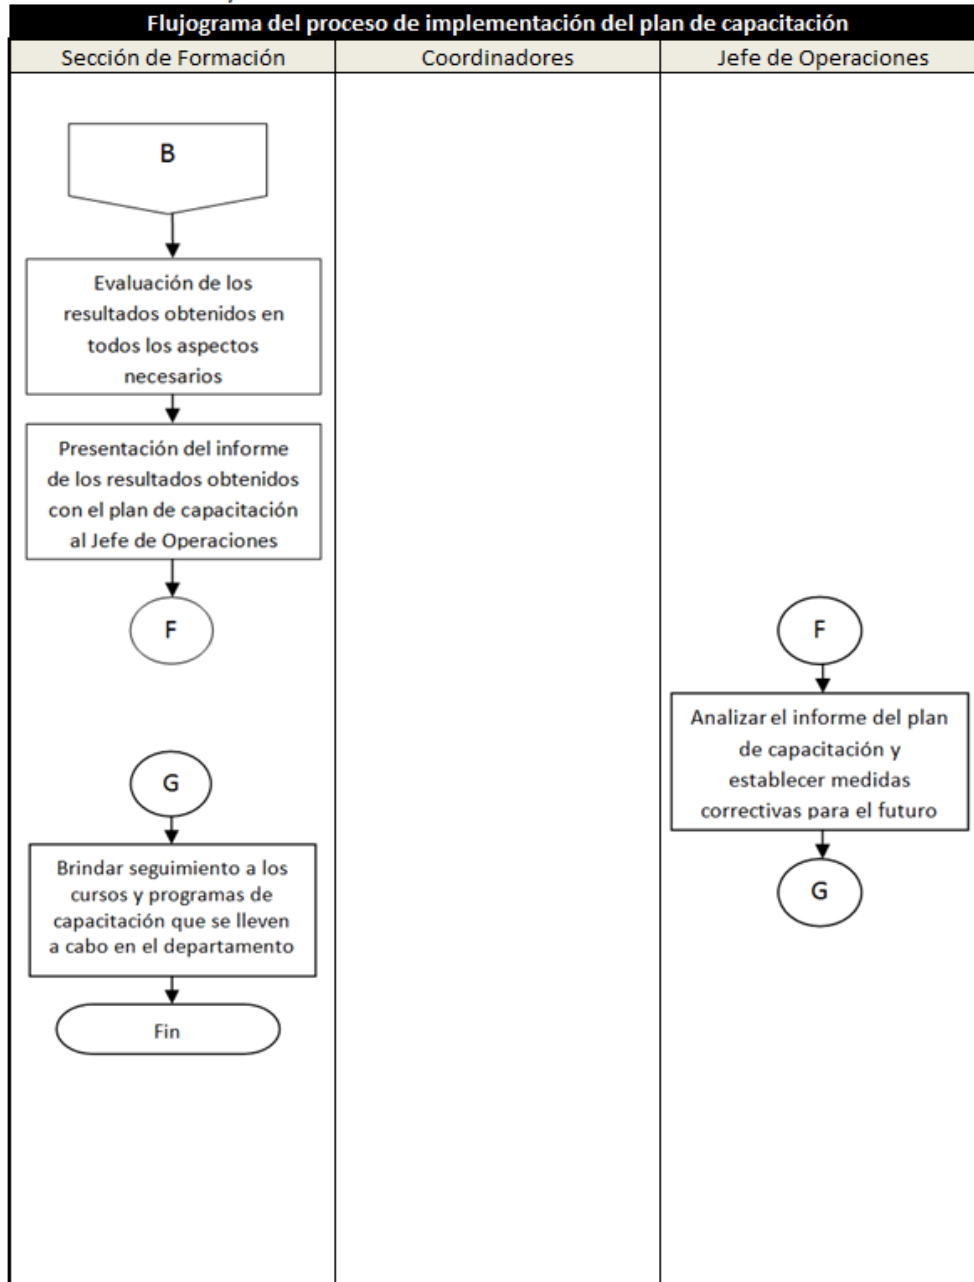 Flujograma del proceso de implementación del plan de capacitación
Sección de Formación
Coordinadores
Jefe de Operaciones
B
Evaluación de los
resultados obtenidos en
todos los aspectos
necesarios
Presentación del informe
de los resultados obtenidos
con el plan de capacitación
al Jefe de Operaciones
F
F
Analizar el informe del plan
de capacitación y
establecer medidas
correctivas para el futuro
G
G
Brindar seguimiento a los
cursos y programas de
capacitación que se lleven
a cabo en el departamento
Fin